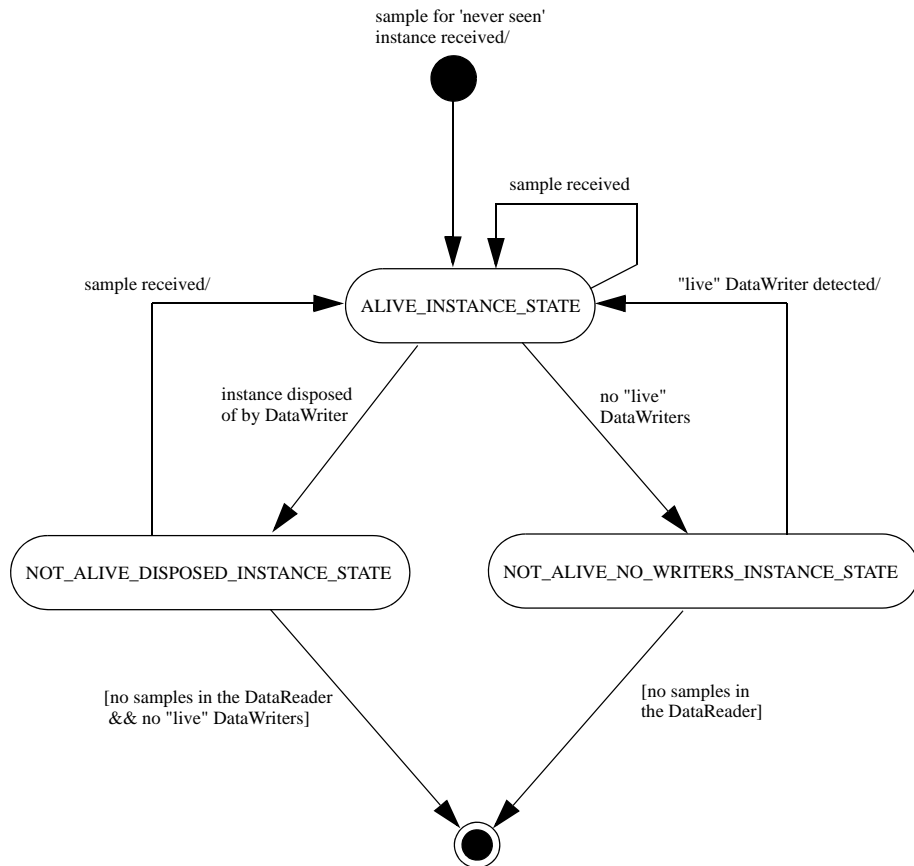 sample for 'never seen'
instance received/
sample received
sample received/
"live" DataWriter detected/
ALIVE_INSTANCE_STATE
instance disposed
of by DataWriter
no "live"
DataWriters
NOT_ALIVE_DISPOSED_INSTANCE_STATE
NOT_ALIVE_NO_WRITERS_INSTANCE_STATE
[no samples in the DataReader
&& no "live" DataWriters]
[no samples in
the DataReader]